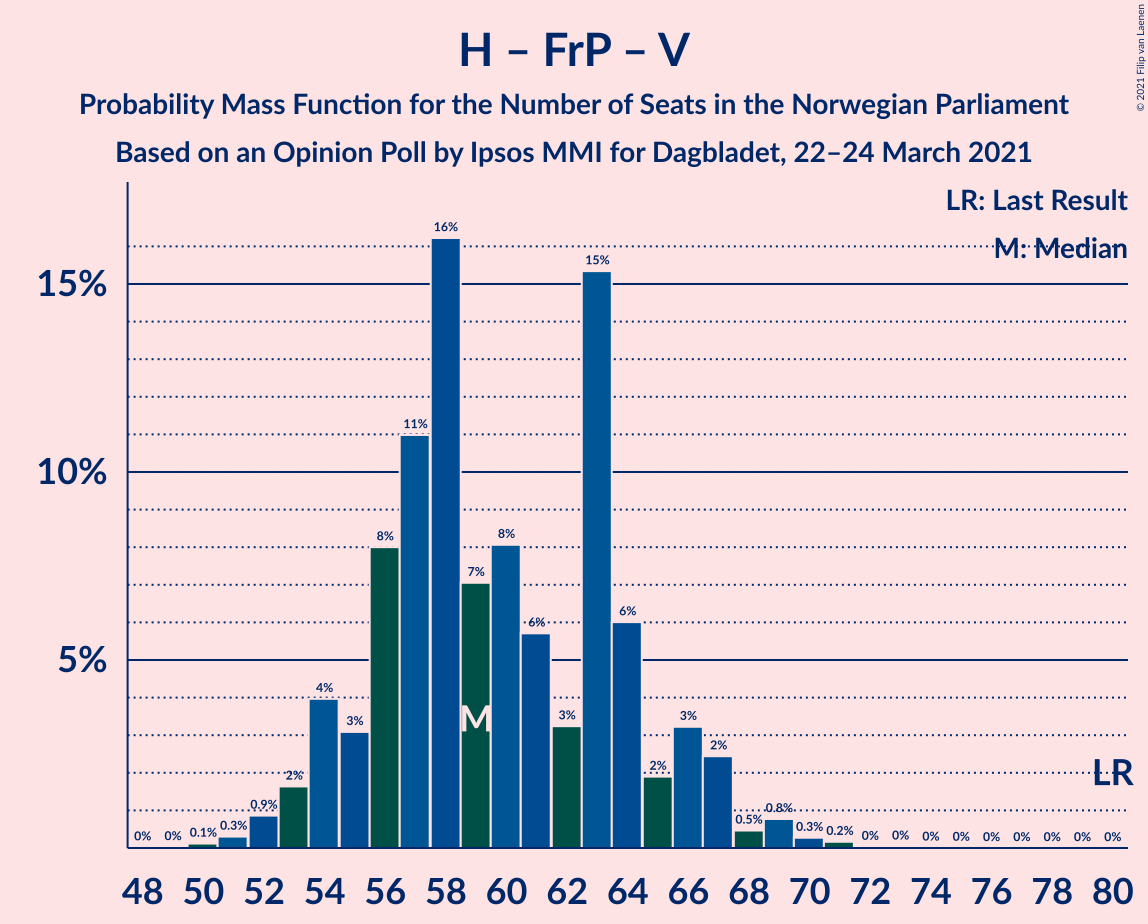 H – FrP – V
Probability Mass Function for the Number of Seats in the Norwegian Parliament
Based on an Opinion Poll by Ipsos MMI for Dagbladet, 22–24 March 2021
© 2021 Filip van Laenen
LR: Last Result
M: Median
15%
10%
5%
0% 0% 0.1% 0.3% 0.9% 2% 4% 3% 8% 11% 16% 7% 8% 6% 3% 15% 6% 2% 3% 2% 0.5% 0.8% 0.3% 0.2% 0% 0% 0% 0% 0% 0% 0% 0% 0%
M
LR
48 50 52 54 56 58 60 62 64 66 68 70 72 74 76 78 80